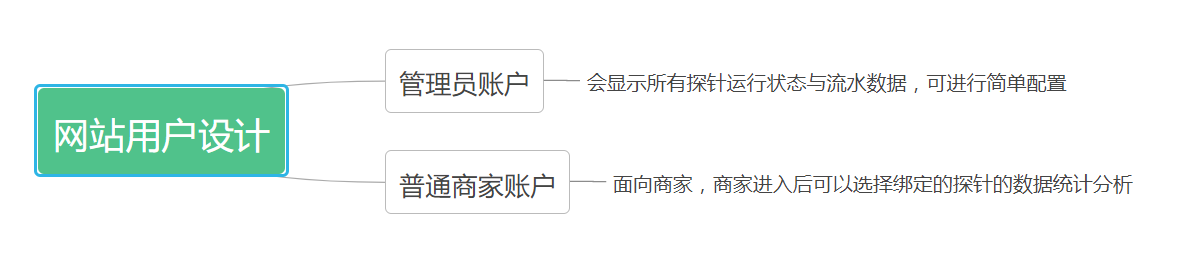 网站用户设计
管理员账户
会显示所有探针运行状态与流水数据，可进行简单配置
普通商家账户
面向商家，商家进入后可以选择绑定的探针的数据统计分析